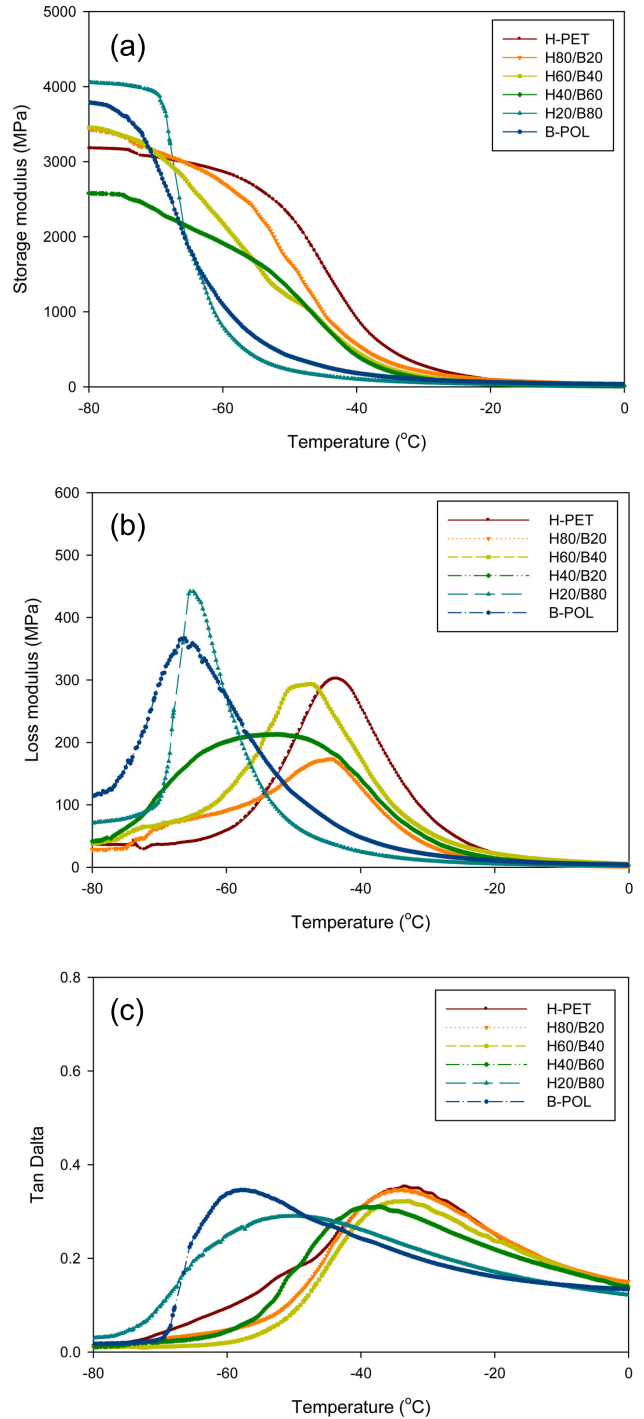 (a)
5000
4000
3000
2000
1000
0
Storage modulus (MPa)
H-PET
H80/B20
H60/B40
H40/B60
H20/B80
B-POL
-80 -60 -40 -20 0
Temperature (°C)
(b)
600
500
400
300
200
100
0
Loss modulus (MPa)
H-PET
H80/B20
H60/B40
H40/B20
H20/B80
B-POL
-80 -60 -40 -20 0
Temperature (°C)
(c)
0.8
0.6
0.4
0.2
0.0
Tan Dalta
H-PET
H80/B20
H60/B40
H40/B60
H20/B80
B-POL
-80 -60 -40 -20 0
Temperature (°C)